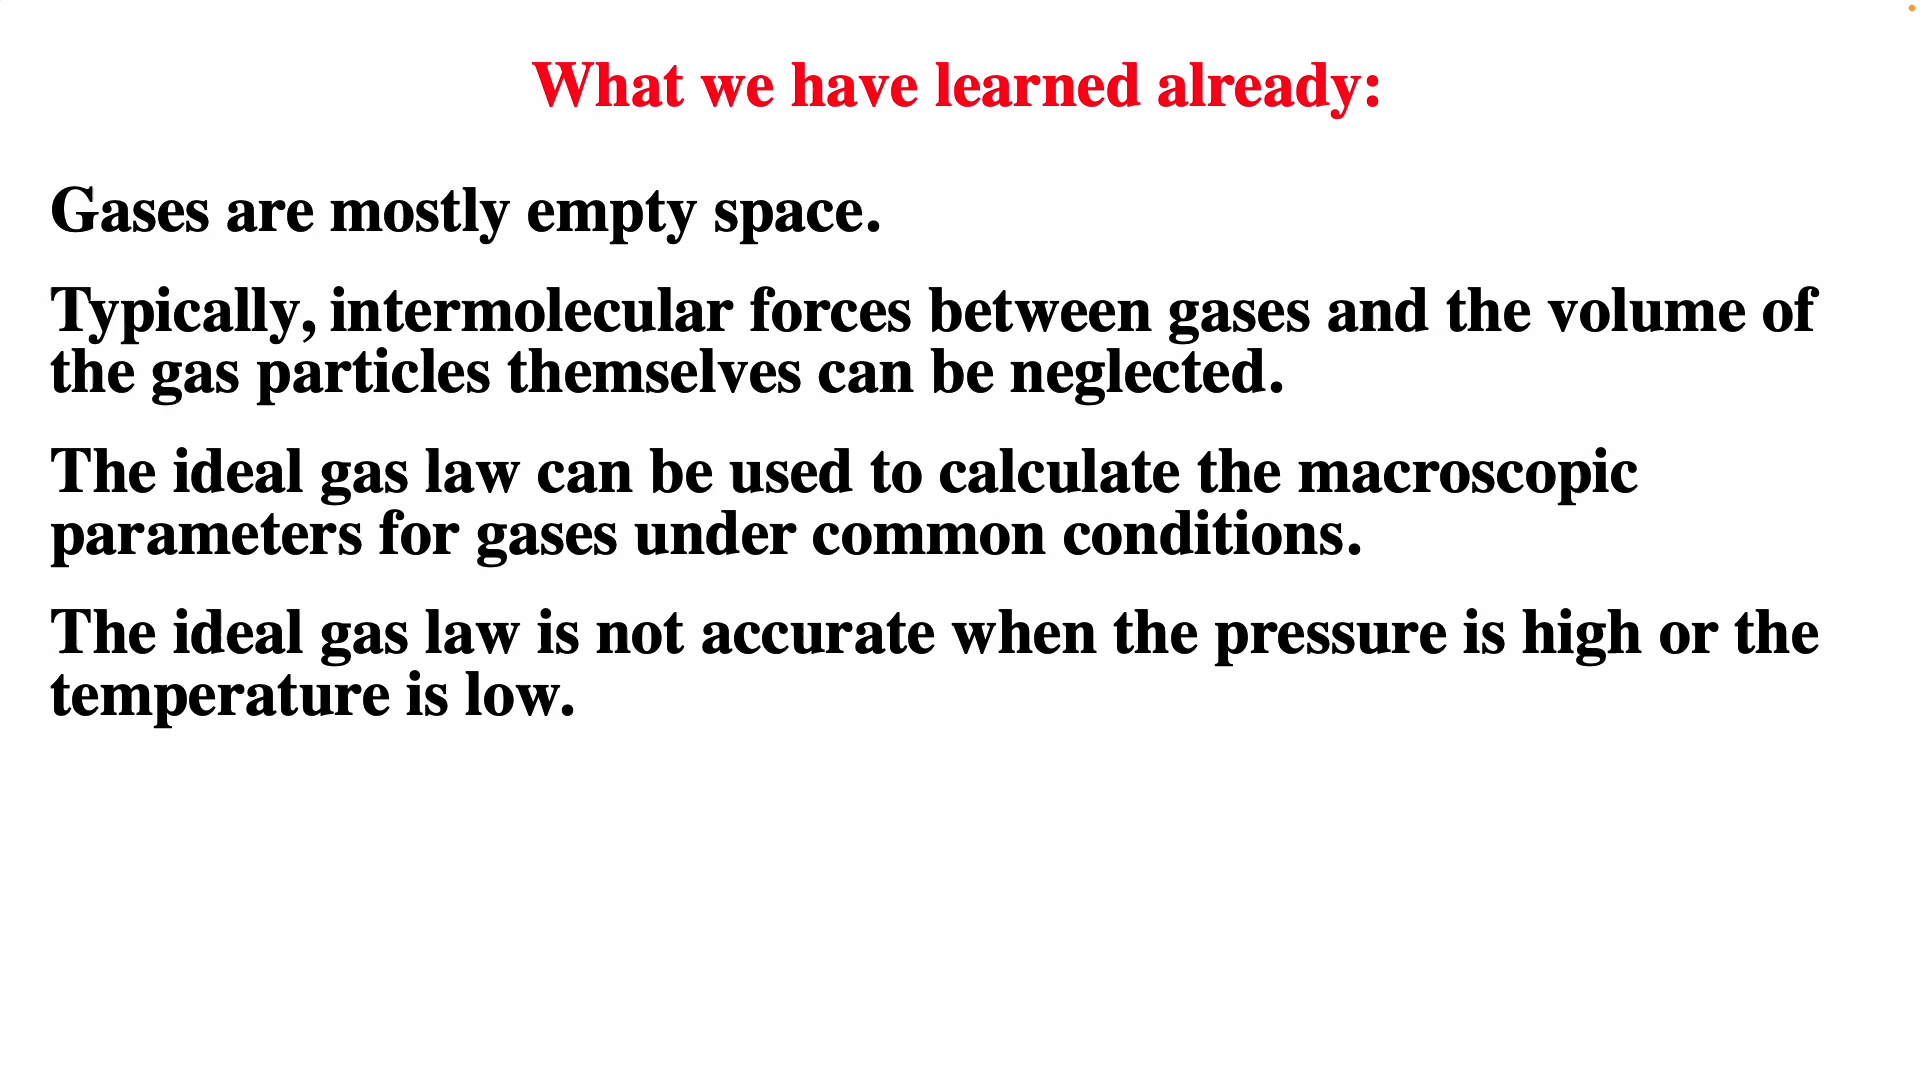 What we have learned already:
Gases are mostly empty space.
Typically, intermolecular forces between gases and the volume of
the gas particles themselves can be neglected.
The ideal gas law can be used to calculate the macroscopic
parameters for gases under common conditions.
The ideal gas law is not accurate when the pressure is high or the
temperature is low.